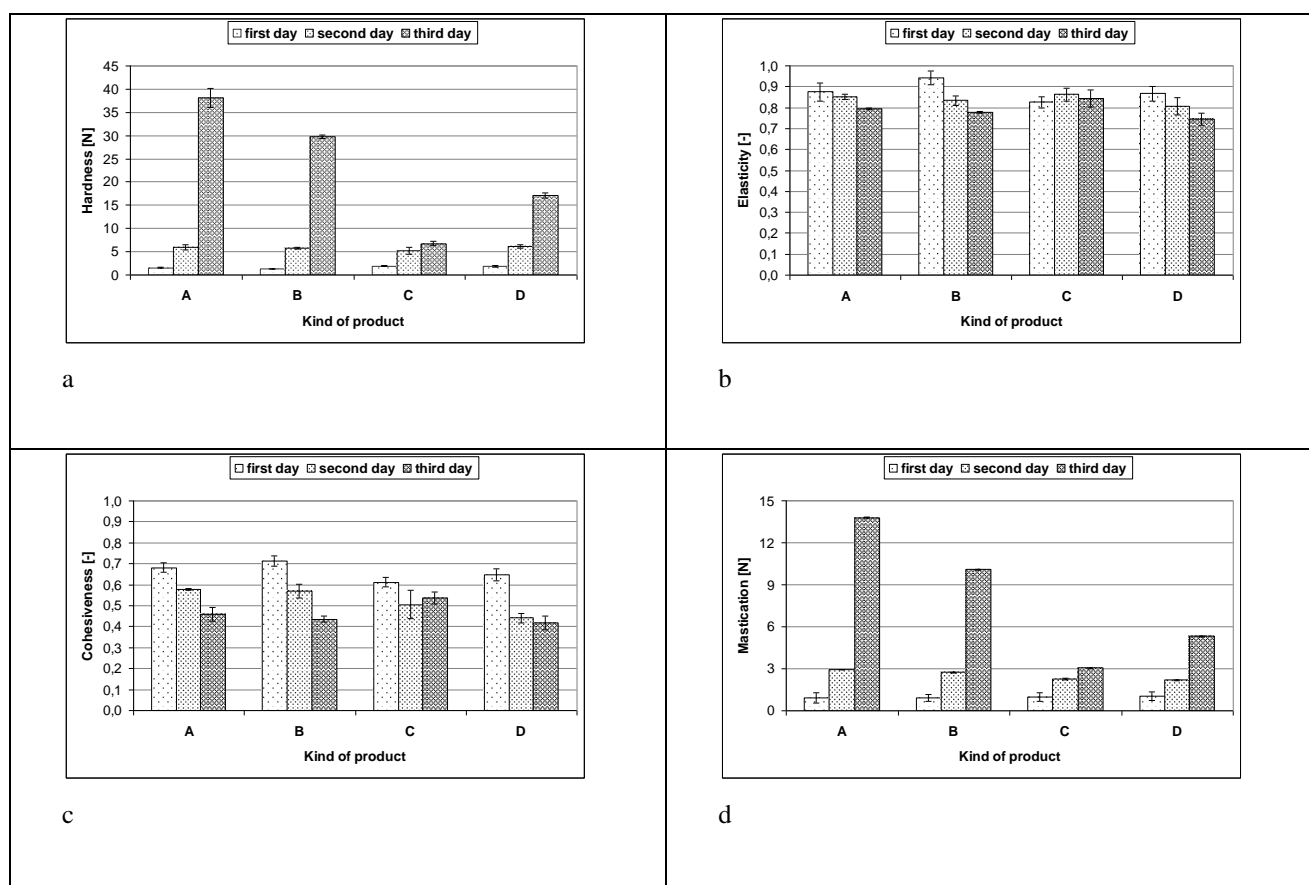 first day second day third day
45
40
35
30
25
20
15
10
5
0
Hardness [N]
A B C D
Kind of product
a
first day second day third day
1,0
0,9
0,8
0,7
0,6
0,5
0,4
0,3
0,2
0,1
0,0
Elasticity [-]
A B C D
Kind of product
b
first day second day third day
1,0
0,9
0,8
0,7
0,6
0,5
0,4
0,3
0,2
0,1
0,0
Cohesiveness [-]
A B C D
Kind of product
c
first day second day third day
15
12
9
6
3
0
Mastication [N]
A B C D
Kind of product
d